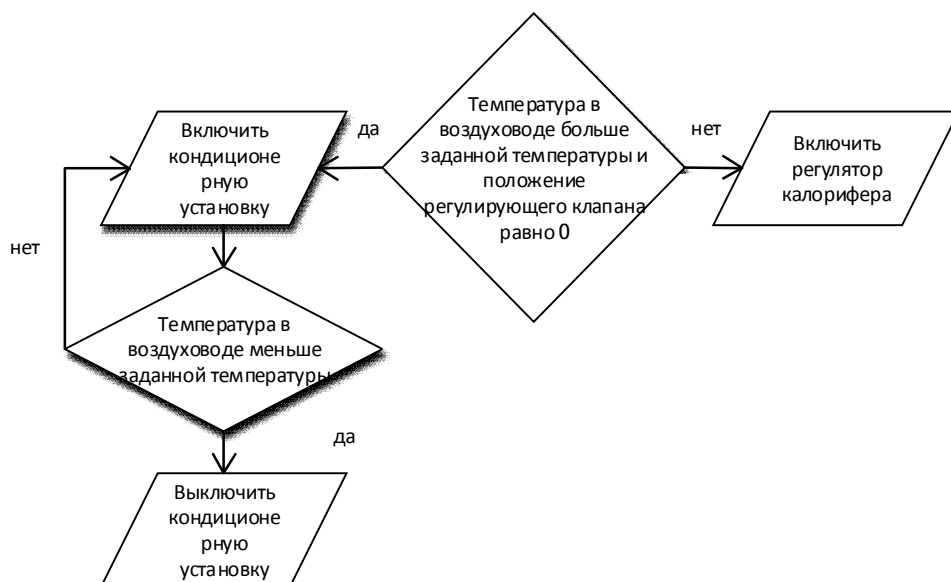 Температура в
воздуховоде больше
заданной температуры и
положение
регулирующего клапана
равно 0
да
нет
Включить
кондиционе
рную
установку
Включить
регулятор
калорифера
нет
Температура в
воздуховоде меньше
заданной температуры
да
Выключить
кондиционе
рную
установку